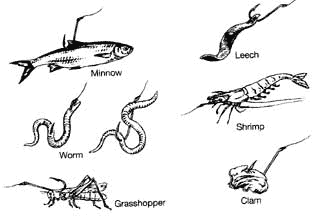 Minnow
Leech
Shrimp
Worm
Grasshopper
Clam